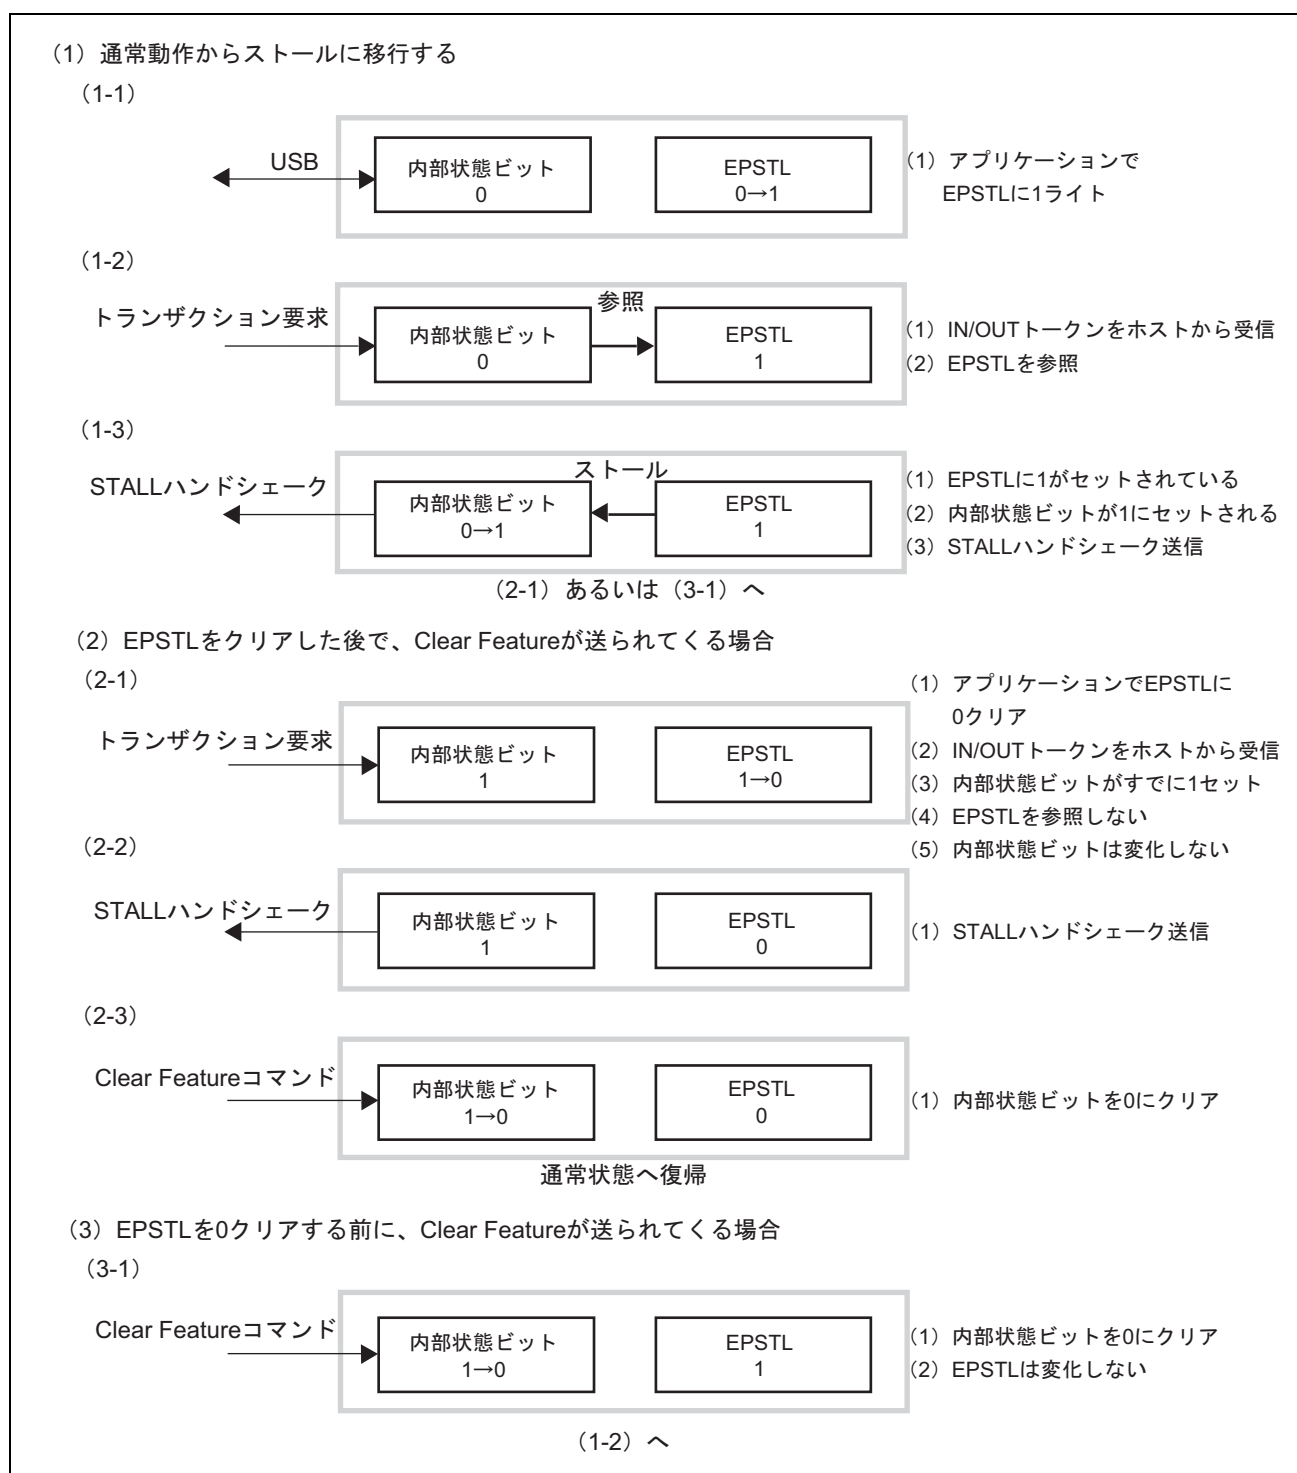 （1）通常動作からストールに移行する
（1-1）
USB
内部状態ビット
0
EPSTL
0→1
（1）アプリケーションで
EPSTLに1ライト
（1-2）
トランザクション要求
内部状態ビット
0
参照
EPSTL
1
（1）IN/OUTトークンをホストから受信
（2）EPSTLを参照
（1-3）
STALLハンドシェーク
内部状態ビット
0→1
ストール
EPSTL
1
（1）EPSTLに1がセットされている
（2）内部状態ビットが1にセットされる
（3）STALLハンドシェーク送信
（2-1）あるいは（3-1）へ
（2）EPSTLをクリアした後で、Clear Featureが送られてくる場合
（2-1）
トランザクション要求
内部状態ビット
1
EPSTL
1→0
（1）アプリケーションでEPSTLに
0クリア
（2）IN/OUTトークンをホストから受信
（3）内部状態ビットがすでに1セット
（4）EPSTLを参照しない
（5）内部状態ビットは変化しない
（2-2）
STALLハンドシェーク
内部状態ビット
1
EPSTL
0
（1）STALLハンドシェーク送信
（2-3）
Clear Featureコマンド
内部状態ビット
1→0
EPSTL
0
（1）内部状態ビットを0にクリア
通常状態へ復帰
（3）EPSTLを0クリアする前に、Clear Featureが送られてくる場合
（3-1）
Clear Featureコマンド
内部状態ビット
1→0
EPSTL
1
（1）内部状態ビットを0にクリア
（2）EPSTLは変化しない
（1-2）へ